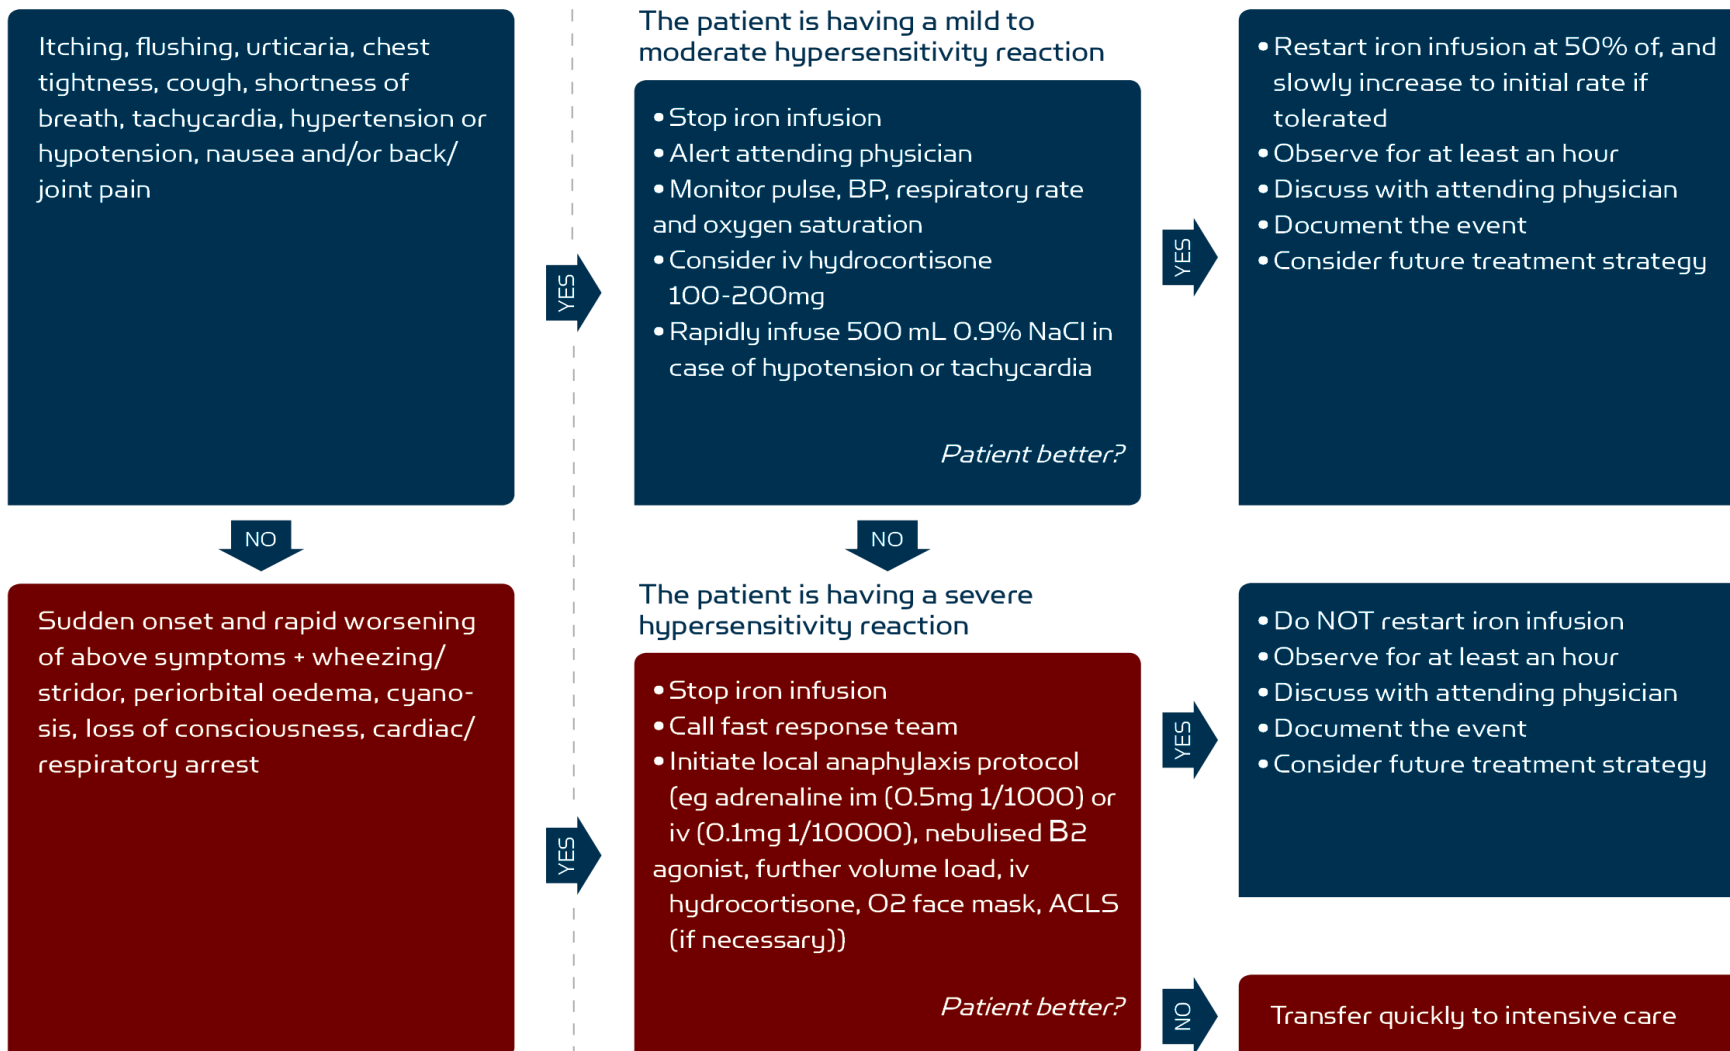 Itching, flushing, urticaria, chest
tightness, cough, shortness of
breath, tachycardia, hypertension or
hypotension, nausea and/or back/
joint pain
YES
The patient is having a mild to
moderate hypersensitivity reaction
• Stop iron infusion
• Alert attending physician
• Monitor pulse, BP, respiratory rate
and oxygen saturation
• Consider iv hydrocortisone
100-200mg
• Rapidly infuse 500 mL 0.9% NaCl in
case of hypotension or tachycardia
Patient better?
YES
• Restart iron infusion at 50% of, and
slowly increase to initial rate if
tolerated
• Observe for at least an hour
• Discuss with attending physician
• Document the event
• Consider future treatment strategy
NO
NO
Sudden onset and rapid worsening
of above symptoms + wheezing/
stridor, periorbital oedema, cyano-
sis, loss of consciousness, cardiac/
respiratory arrest
YES
The patient is having a severe
hypersensitivity reaction
• Stop iron infusion
• Call fast response team
• Initiate local anaphylaxis protocol
(eg adrenaline im (0.5mg 1/1000) or
iv (0.1mg 1/10000), nebulised B2
agonist, further volume load, iv
hydrocortisone, O2 face mask, ACLS
(if necessary))
Patient better?
YES
• Do NOT restart iron infusion
• Observe for at least an hour
• Discuss with attending physician
• Document the event
• Consider future treatment strategy
NO
Transfer quickly to intensive care